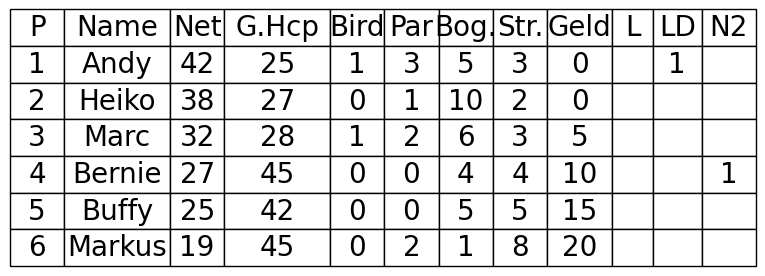 P Name Net G.Hcp Bird Par Bog. Str. Geld L LD N2
1 Andy 42 25 1 3 5 3 0 1
2 Heiko 38 27 0 1 10 2 0
3 Marc 32 28 1 2 6 3 5
4 Bernie 27 45 0 0 4 4 10 1
5 Buffy 25 42 0 0 5 5 15
6 Markus 19 45 0 2 1 8 20